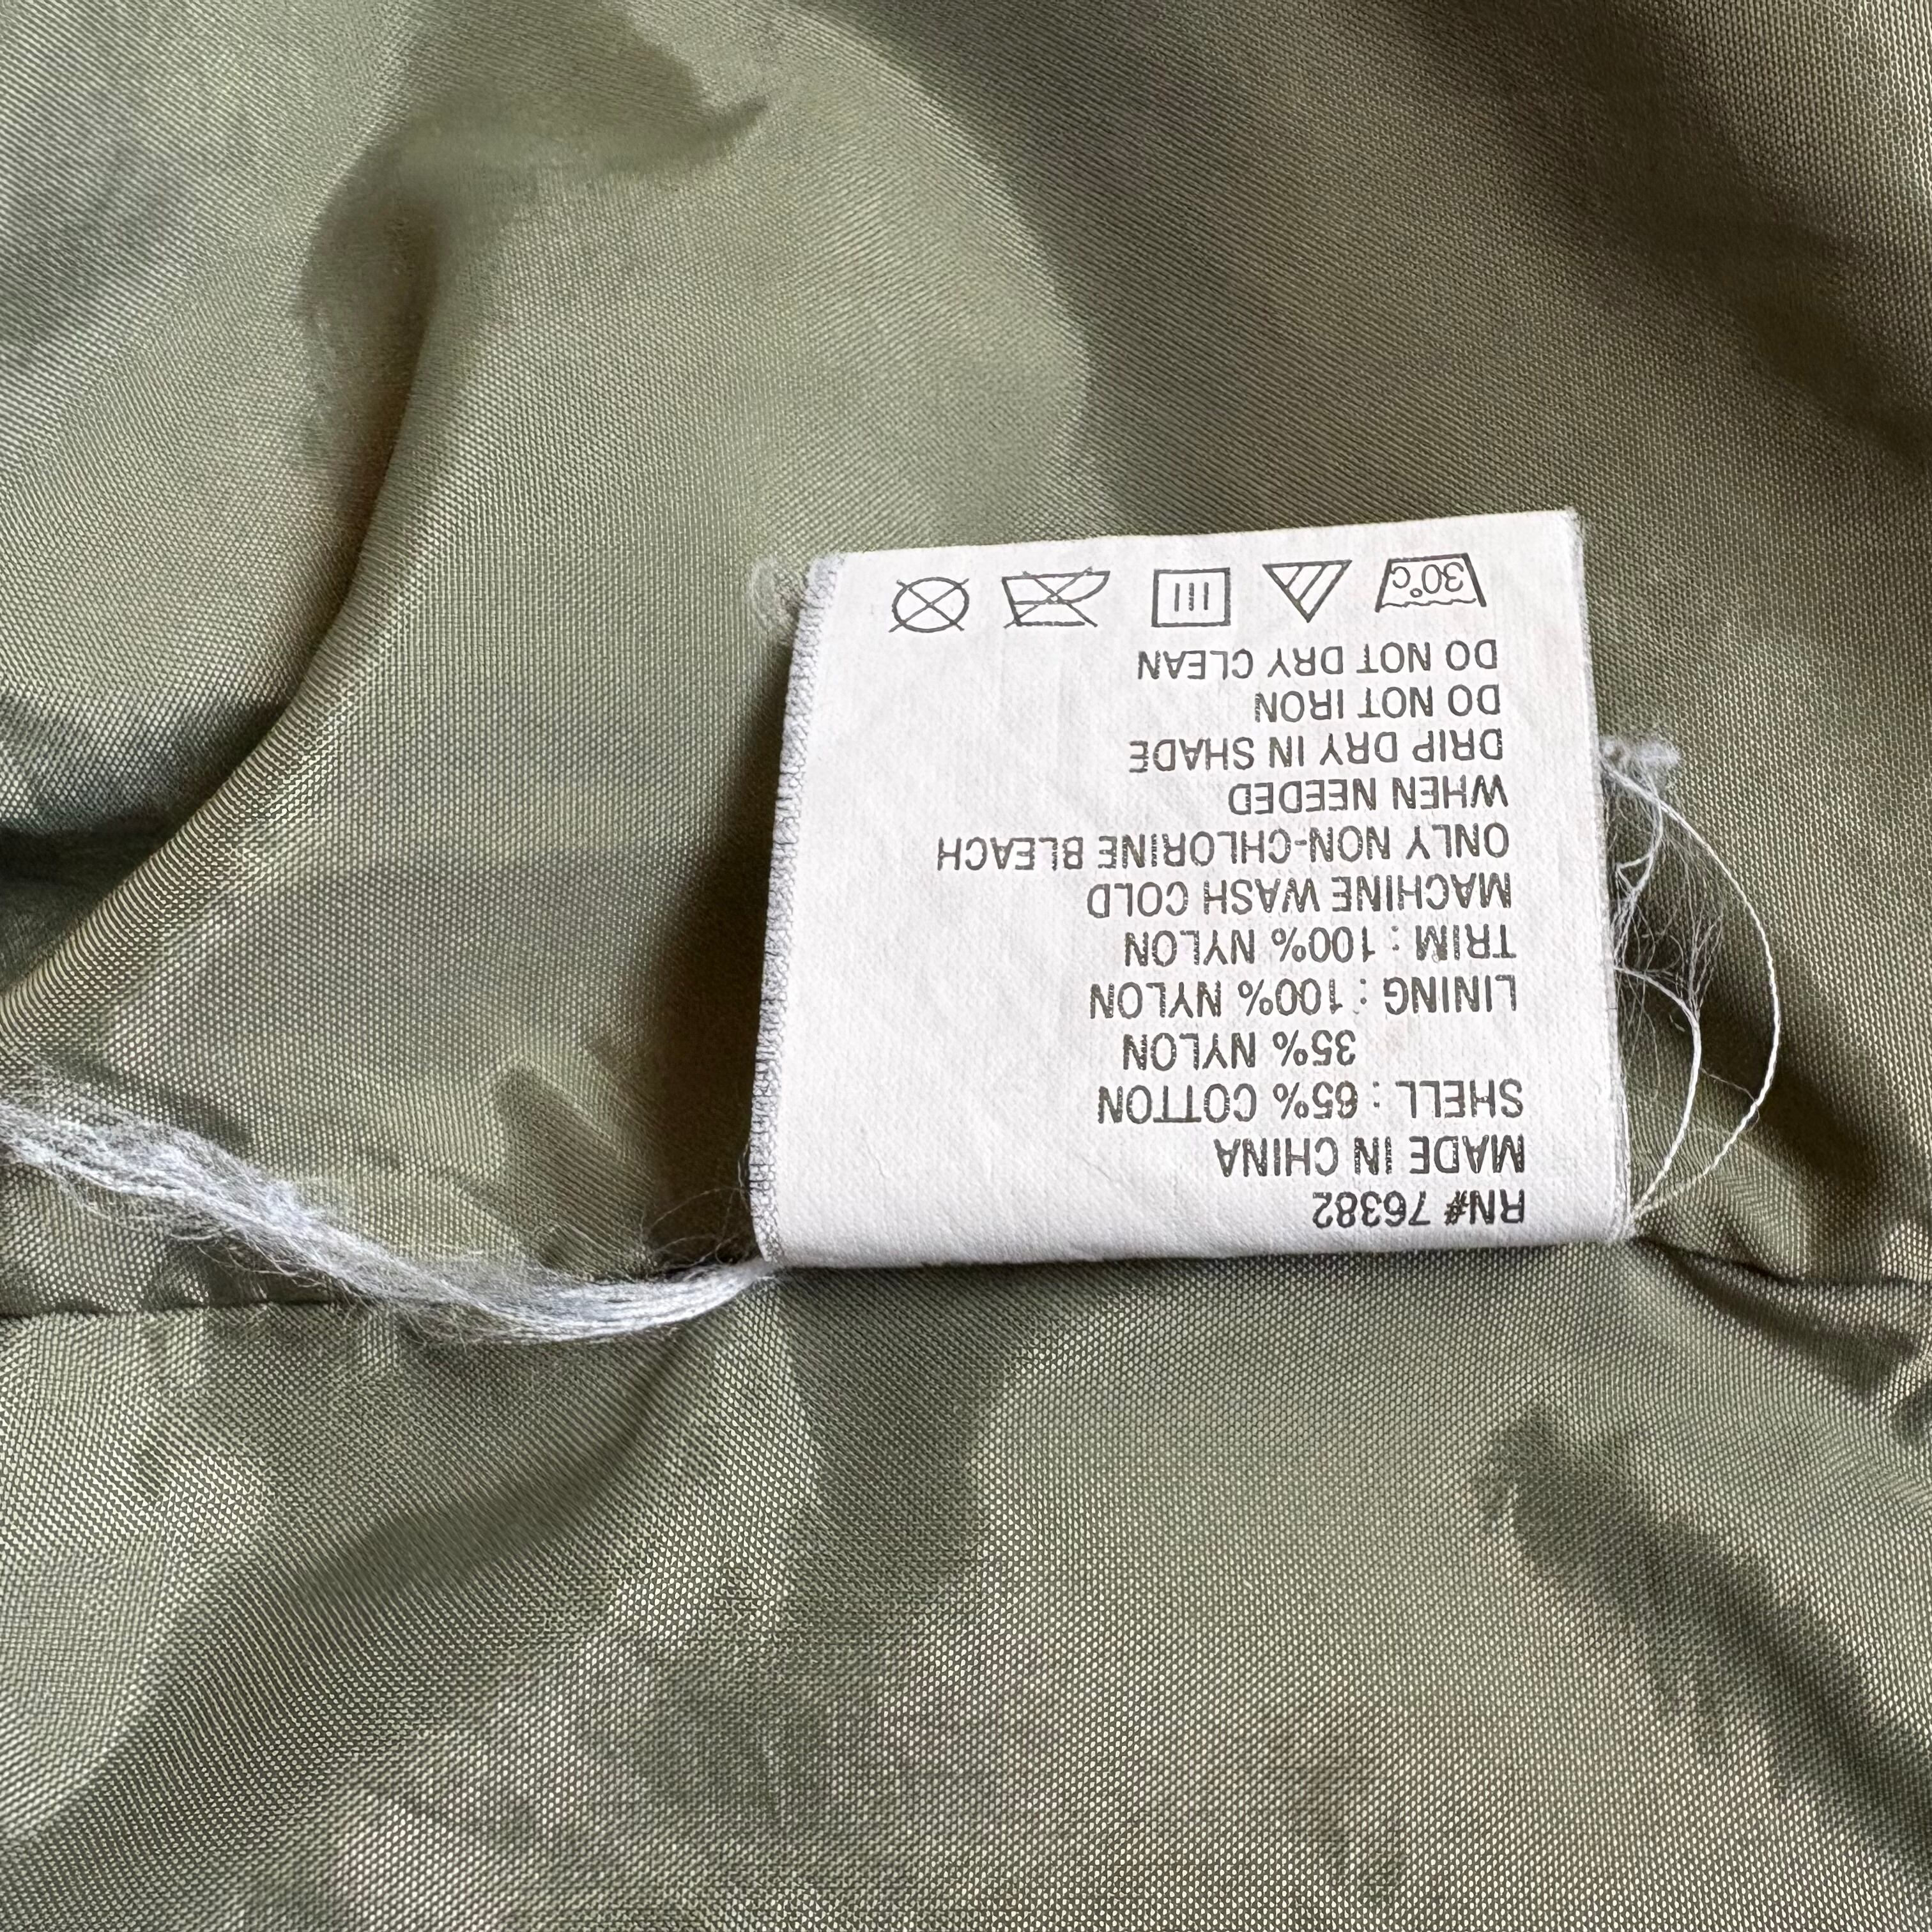 RN# 76382
MADE IN CHINA
SHELL : 65% COTTON
35% NYLON
LINING : 100% NYLON
TRIM : 100% NYLON
MACHINE WASH COLD
ONLY NON-CHLORINE BLEACH
WHEN NEEDED
DRIP DRY IN SHADE
DO NOT IRON
DO NOT DRY CLEAN
30°C